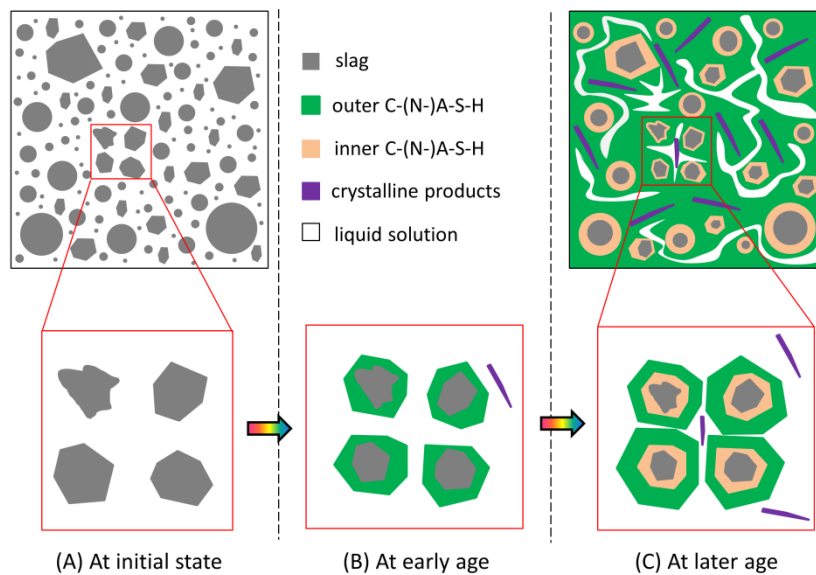 slag
outer C-(N-)A-S-H
inner C-(N-)A-S-H
crystalline products
liquid solution
(A) At initial state
(B) At early age
(C) At later age